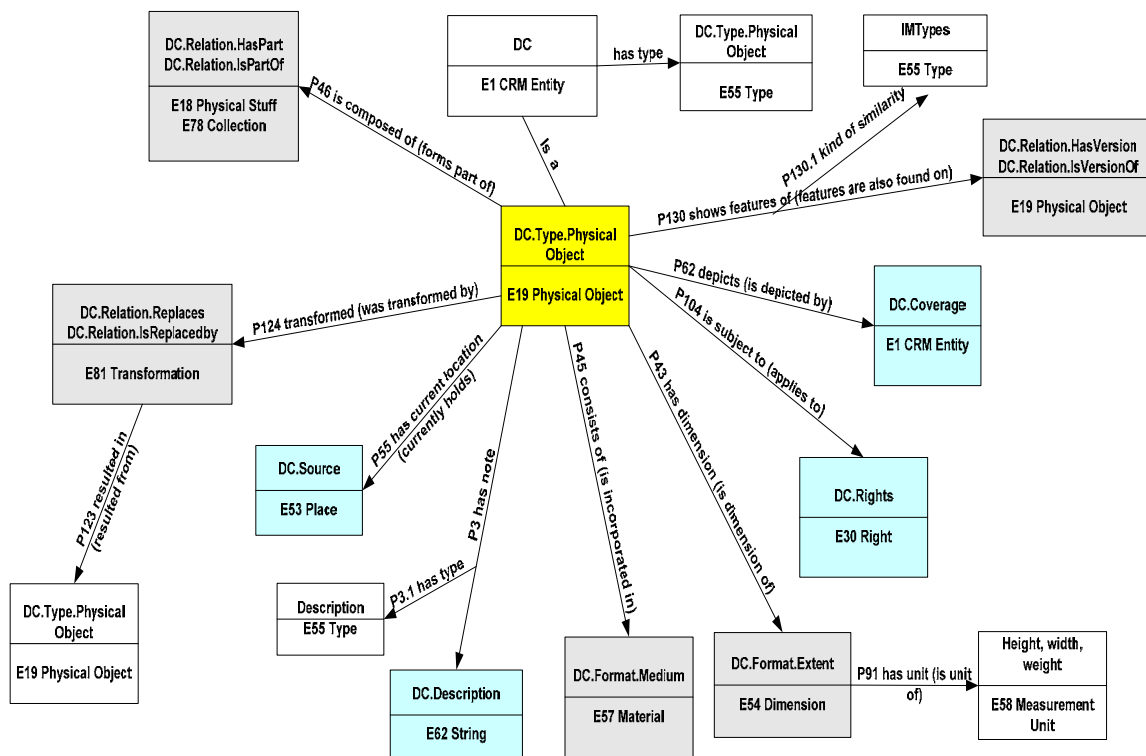 DC.Relation.HasPart
DC.Relation.IsPartOf
E18 Physical Stuff
E78 Collection
DC
E1 CRM Entity
has type
DC.Type.Physical
Object
E55 Type
IMTypes
E55 Type
P46 is composed of (forms part of)
Is a
P130.1 kind of similarity
DC.Relation.HasVersion
DC.Relation.IsVersionOf
E19 Physical Object
P130 shows features of (features are also found on)
DC.Type.Physical
Object
E19 Physical Object
P62 depicts (is depicted by)
DC.Coverage
E1 CRM Entity
P104 is subject to (applies to)
DC.Relation.Replaces
DC.Relation.IsReplacedby
E81 Transformation
P124 transformed (was transformed by)
P55 has current location
(currently holds)
P3 has note
P45 consists of (is incorporated in)
P43 has dimension (is dimension of)
DC.Source
E53 Place
DC.Rights
E30 Right
P123 resulted in
(resulted from)
P3.1 has type
DC.Type.Physical
Object
E19 Physical Object
Description
E55 Type
DC.Description
E62 String
DC.Format.Medium
E57 Material
DC.Format.Extent
E54 Dimension
P91 has unit (is unit
of)
Height, width,
weight
E58 Measurement
Unit